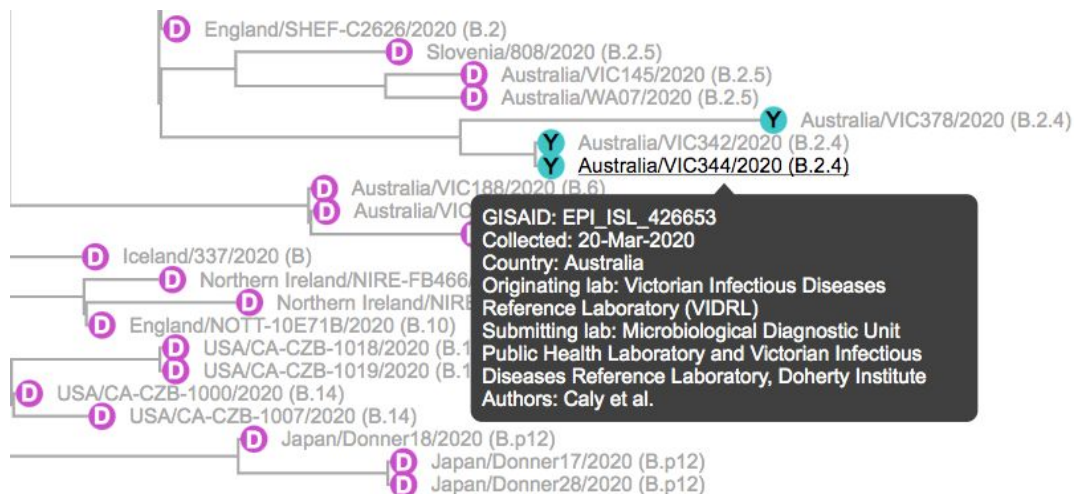 D England/SHEF-C2626/2020 (B.2)
D Slovenia/808/2020 (B.2.5)
D Australia/VIC145/2020 (B.2.5)
D Australia/WA07/2020 (B.2.5)
Y Australia/VIC378/2020 (B.2.4)
Y Australia/VIC342/2020 (B.2.4)
Y Australia/VIC344/2020 (B.2.4)
D Australia/VIC188/2020 (B.6)
D Australia/VIC
D Iceland/337/2020 (B)
D Northern Ireland/NIRE-FB466/
D Northern Ireland/NIRE
D England/NOTT-10E71B/2020 (B.10)
D USA/CA-CZB-1018/2020 (B.1
D USA/CA-CZB-1019/2020 (B.1
D USA/CA-CZB-1000/2020 (B.14)
D USA/CA-CZB-1007/2020 (B.14)
D Japan/Donner18/2020 (B.p12)
D Japan/Donner17/2020 (B.p12)
D Japan/Donner28/2020 (B.p12)
GISAID: EPI_ISL_426653
Collected: 20-Mar-2020
Country: Australia
Originating lab: Victorian Infectious Diseases
Reference Laboratory (VIDRL)
Submitting lab: Microbiological Diagnostic Unit
Public Health Laboratory and Victorian Infectious
Diseases Reference Laboratory, Doherty Institute
Authors: Caly et al.